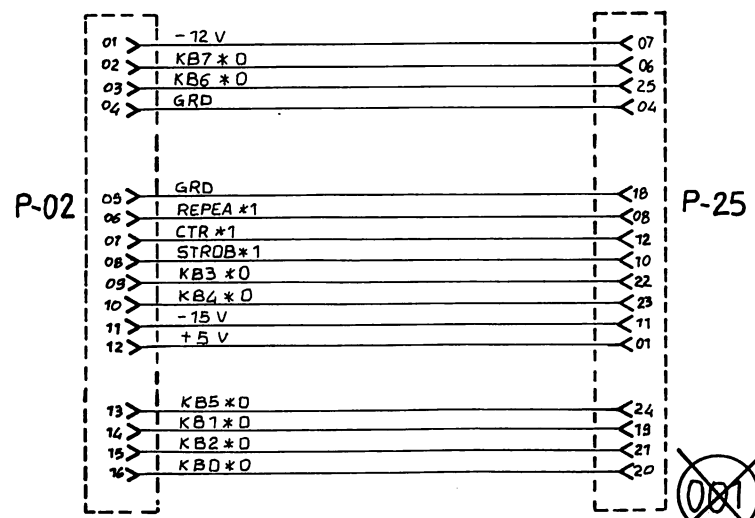 01 -12 V 07
02 KB7*0 06
03 KB6*0 25
04 GRD 04
P-02
P-25
05 GRD 18
06 REPEA*1 08
07 CTR*1 12
08 STROB*1 10
09 KB3*0 22
10 KB4*0 23
11 -15 V 11
12 +5 V 01
13 KB5*0 24
14 KB1*0 19
15 KB2*0 21
16 KB0*0 20
001